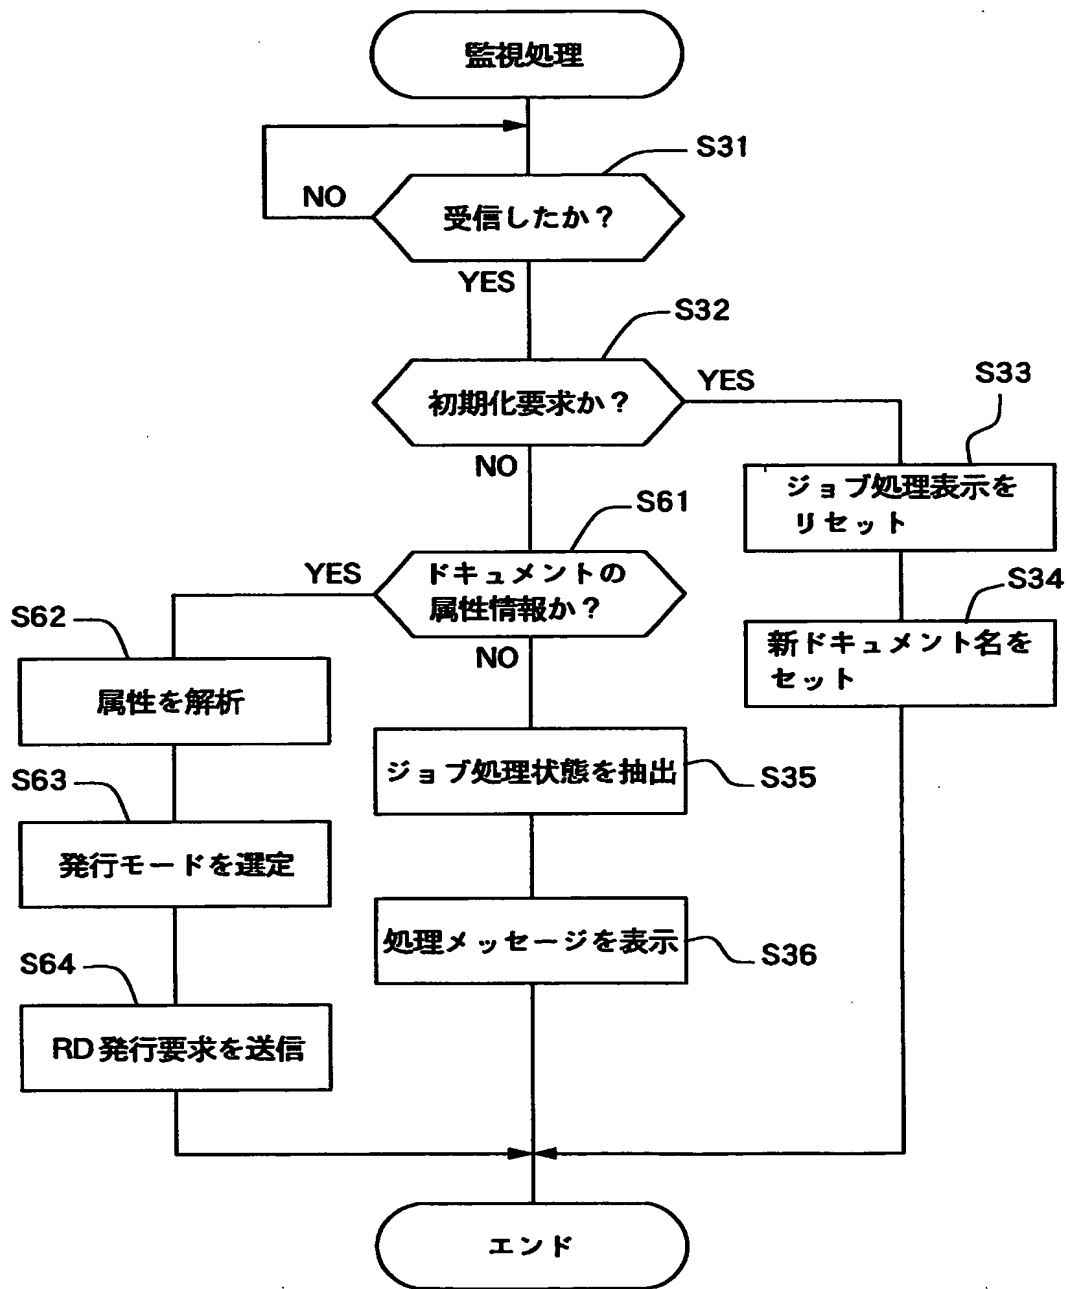 監視処理
S31
NO
受信したか？
YES
S32
初期化要求か？
YES
NO
S33
ジョブ処理表示を
リセット
S61
YES
ドキュメントの
属性情報か？
NO
S34
新ドキュメント名を
セット
S62
属性を解析
ジョブ処理状態を抽出
S35
S63
発行モードを選定
処理メッセージを表示
S36
S64
RD発行要求を送信
エンド